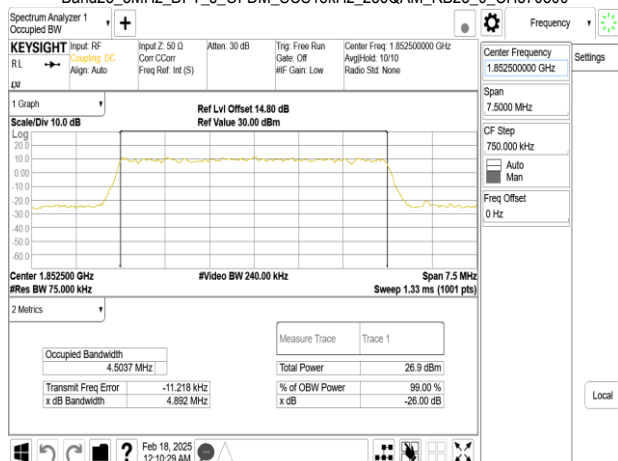 Spectrum Analyzer 1
Occupied BW
+
Frequency
KEYSIGHT
Input: RF
Coupling: DC
Align: Auto
Input Z: 50 Ω
Corr CCorr
Freq Ref: Int (S)
Atten: 30 dB
Trig: Free Run
Gate: Off
#IF Gain: Low
Center Freq: 1.852500000 GHz
Avg|Hold: 10/10
Radio Std: None
RL
LXI
Center Frequency
1.852500000 GHz
Settings
Span
7.5000 MHz
CF Step
750.000 kHz
Auto
Man
Freq Offset
0 Hz
1 Graph
Scale/Div 10.0 dB
Ref Lvl Offset 14.80 dB
Ref Value 30.00 dBm
Log
20.0
10.0
0.00
-10.0
-20.0
-30.0
-40.0
-50.0
-60.0
Center 1.852500 GHz
#Video BW 240.00 kHz
Span 7.5 MHz
#Res BW 75.000 kHz
Sweep 1.33 ms (1001 pts)
2 Metrics
Measure Trace
Trace 1
Occupied Bandwidth
4.5037 MHz
Total Power
26.9 dBm
Transmit Freq Error
-11.218 kHz
% of OBW Power
99.00 %
x dB Bandwidth
4.892 MHz
x dB
-26.00 dB
Local
?
Feb 18, 2025
12:10:29 AM